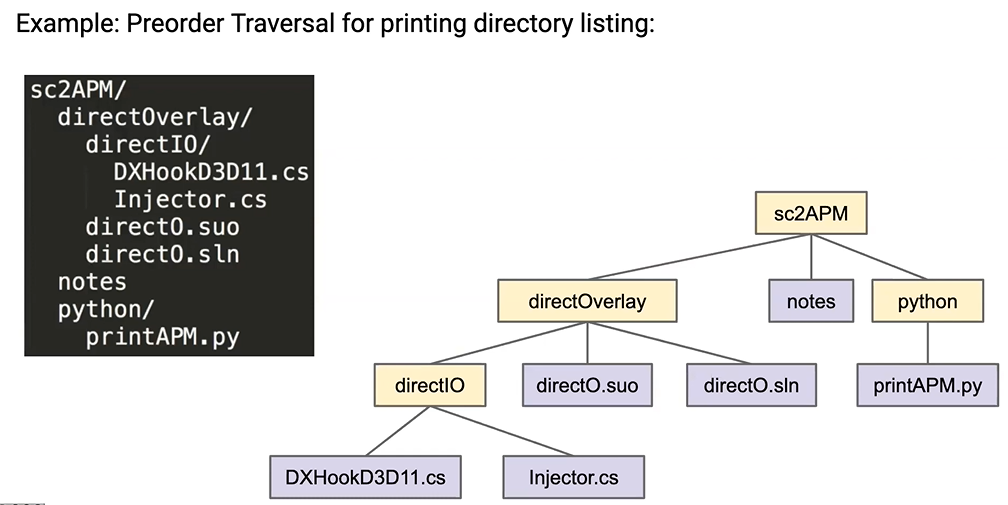 Example: Preorder Traversal for printing directory listing:
sc2APM/
directOverlay/
directIO/
DXHookD3D11.cs
Injector.cs
directO.suo
directO.sln
notes
python/
printAPM.py
sc2APM
directOverlay
notes
python
directIO
directO.suo
directO.sln
printAPM.py
DXHookD3D11.cs
Injector.cs